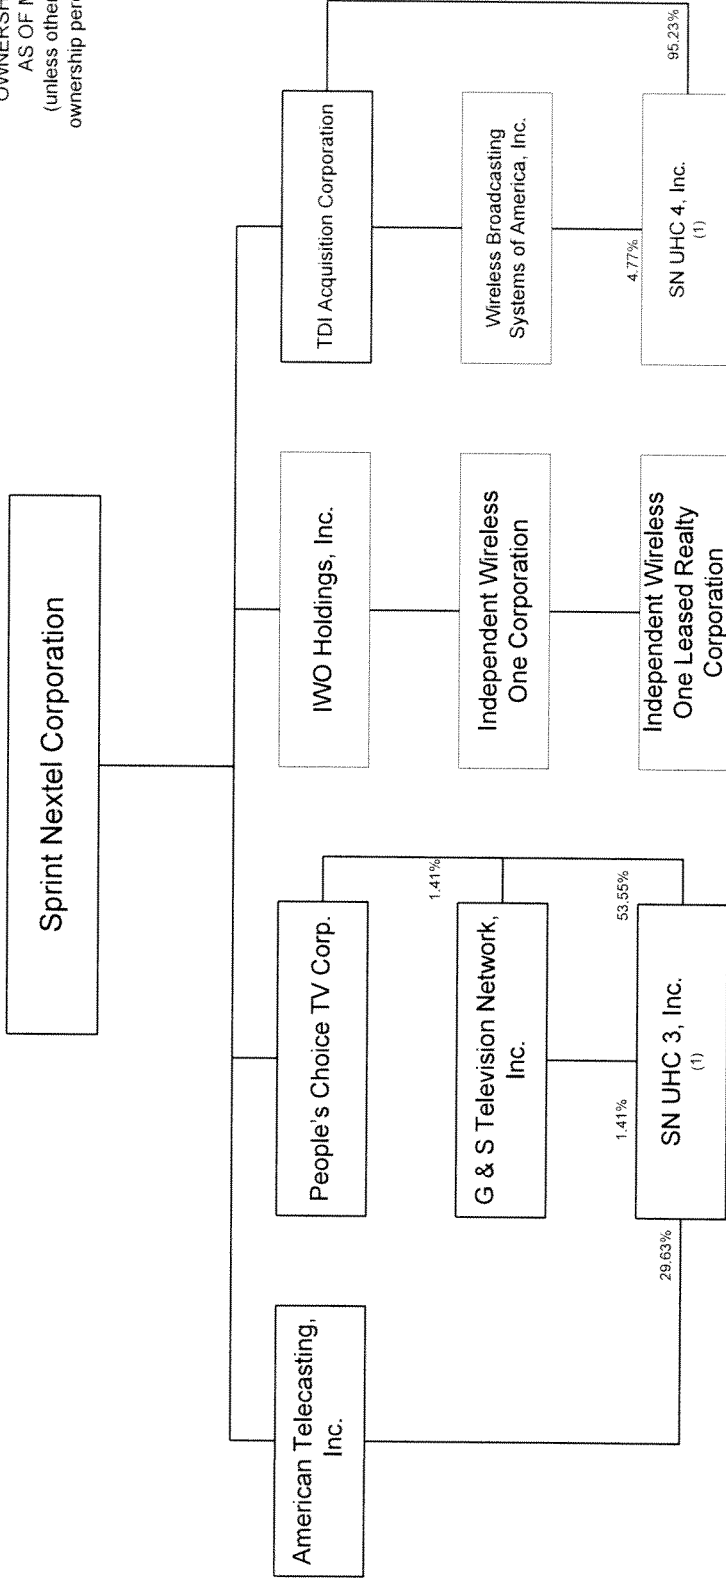 OWNERSH
AS OF
(unless other
ownership perc
Sprint Nextel Corporation
American Telecasting,
Inc.
People's Choice TV Corp.
IWO Holdings, Inc.
TDI Acquisition Corporation
1.41%
G & S Television Network,
Inc.
Independent Wireless
One Corporation
Wireless Broadcasting
Systems of America, Inc.
29.63%
1.41%
53.55%
4.77%
95.23%
SN UHC 3, Inc.
(1)
Independent Wireless
One Leased Realty
Corporation
SN UHC 4, Inc.
(1)